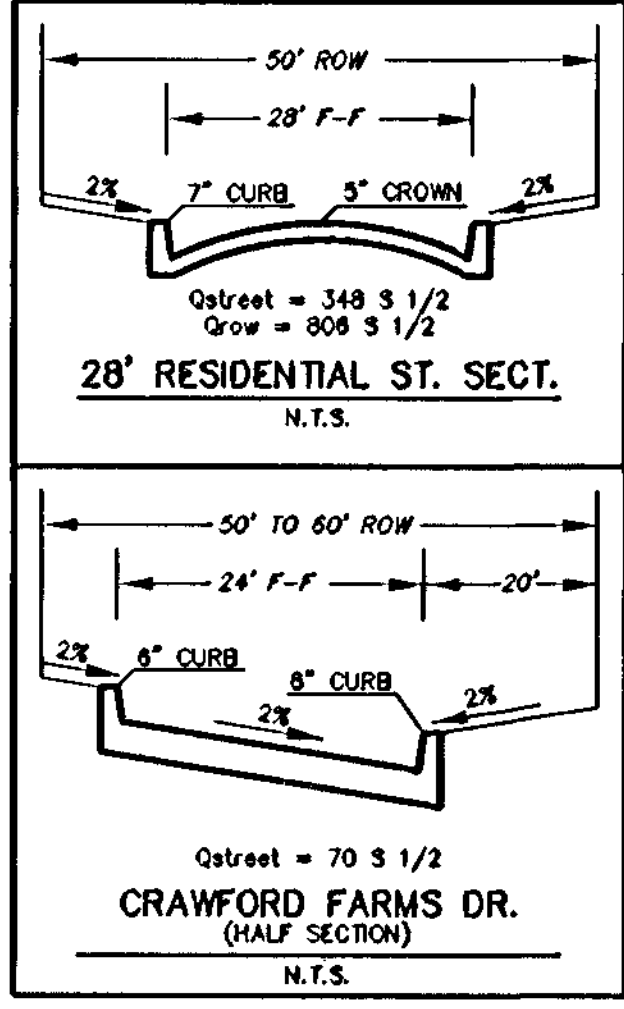 50' ROW
28' F-F
2% 7" CURB 5" CROWN 2%
Qstreet = 348 S 1/2
Qrow = 806 S 1/2
28' RESIDENTIAL ST. SECT.
N.T.S.
50' TO 60' ROW
24' F-F 20'
2% 6" CURB
6" CURB 2%
2%
Qstreet = 70 S 1/2
CRAWFORD FARMS DR.
(HALF SECTION)
N.T.S.